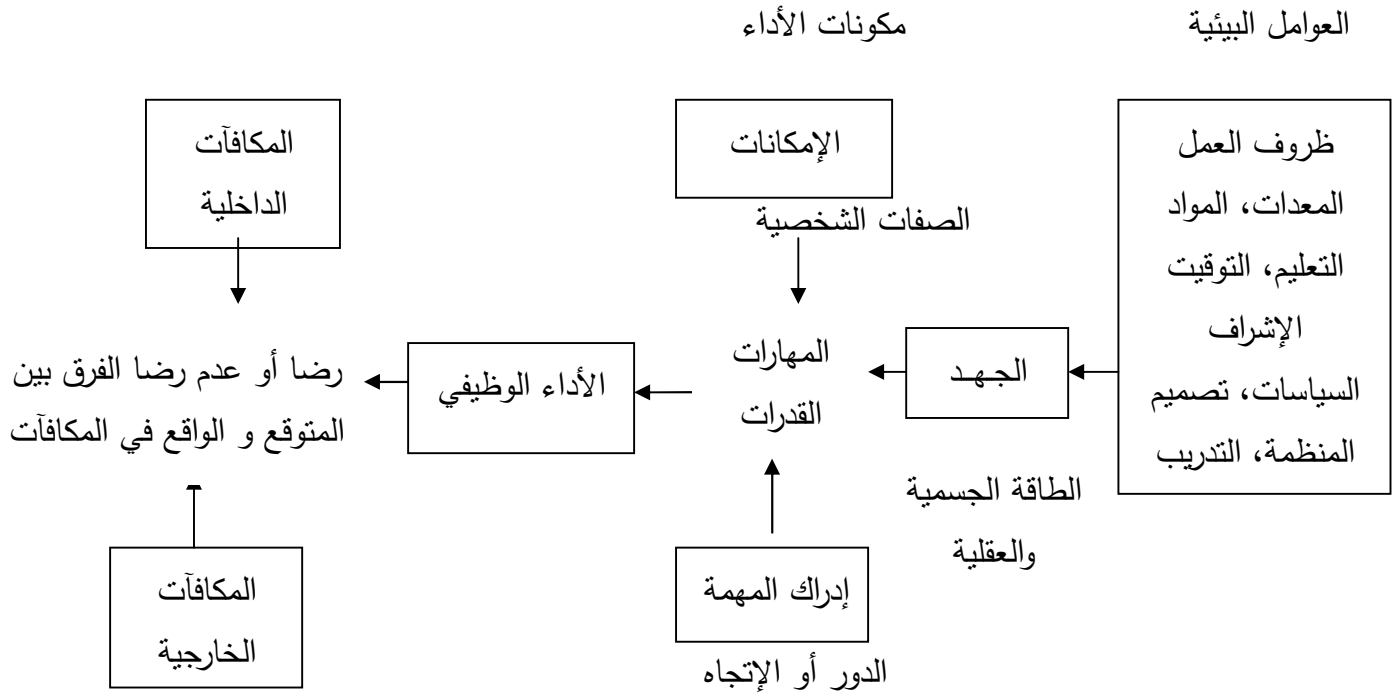 العوامل البيئية
مكونات الأداء
ظروف العمل
المعدات، المواد
التعليم، التوقيت
الإشراف
السياسات، تصميم
المنظمة، التدريب
الجهد
الطاقة الجسمية
والعقلية
الإمكانات
الصفات الشخصية
المهارات
القدرات
إدراك المهمة
الدور أو الإتجاه
الأداء الوظيفي
المكافآت
الداخلية
رضا أو عدم رضا الفرق بين
المتوقع و الواقع في المكافآت
المكافآت
الخارجية